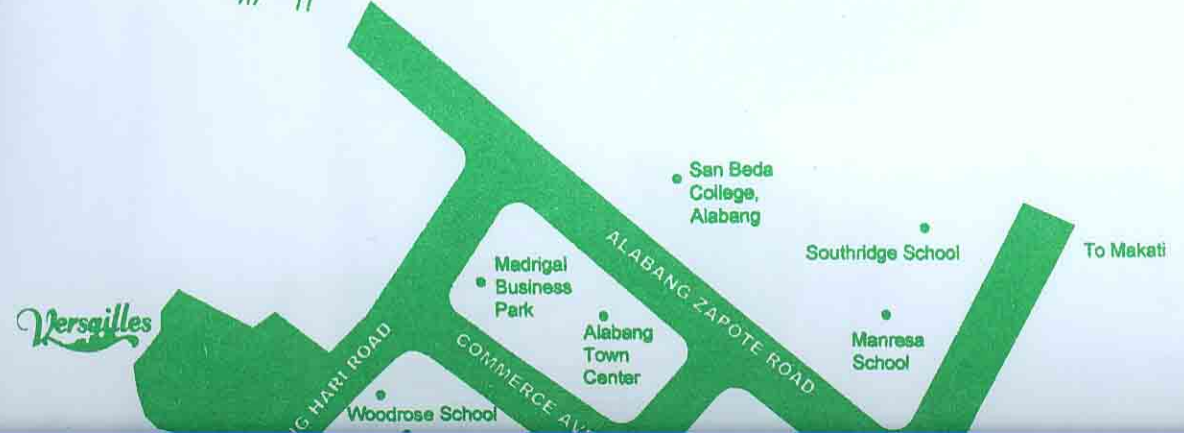 San Beda
College,
Alabang
ALABANG ZAPOTE ROAD
Southridge School
To Makati
Madrigal
Business
Park
Versailles
Alabang
Town
Center
Manresa
School
HARI ROAD
COMMERCE
Woodrose School